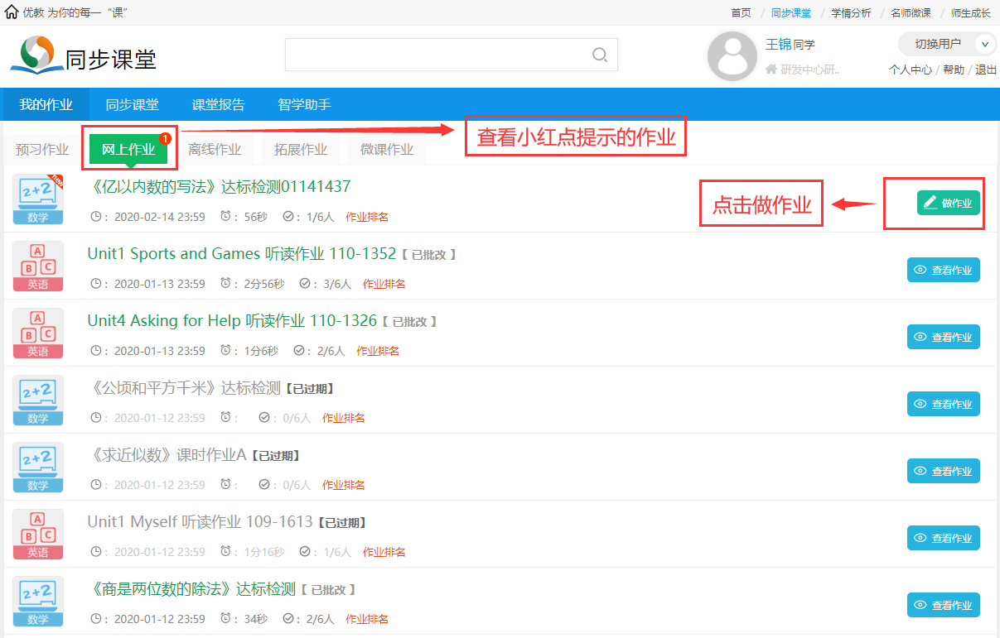 优教 为你的每一“课”
首页 / 同步课堂 / 学情分析 / 名师微课 / 师生成长
同步课堂
王锦同学
切换用户
研发中心研..
个人中心 / 帮助 / 退出
我的作业 同步课堂 课堂报告 智学助手
预习作业 网上作业 1 离线作业 拓展作业 微课作业
查看小红点提示的作业
new
2+2
数学
《亿以内数的写法》达标检测01141437
: 2020-02-14 23:59 : 56秒 : 1/6人 作业排名
点击做作业
做作业
A
B C
英语
Unit1 Sports and Games 听读作业 110-1352【 已批改 】
: 2020-01-13 23:59 : 2分56秒 : 3/6人 作业排名
查看作业
A
B C
英语
Unit4 Asking for Help 听读作业 110-1326【 已批改 】
: 2020-01-13 23:59 : 1分6秒 : 2/6人 作业排名
查看作业
2+2
数学
《公顷和平方千米》达标检测【已过期】
: 2020-01-12 23:59 : : 0/6人 作业排名
查看作业
2+2
数学
《求近似数》课时作业A【已过期】
: 2020-01-12 23:59 : : 0/6人 作业排名
查看作业
A
B C
英语
Unit1 Myself 听读作业 109-1613【已过期】
: 2020-01-12 23:59 : 1分16秒 : 1/6人 作业排名
查看作业
2+2
数学
《商是两位数的除法》达标检测【 已批改 】
: 2020-01-12 23:59 : 34秒 : 2/6人 作业排名
查看作业